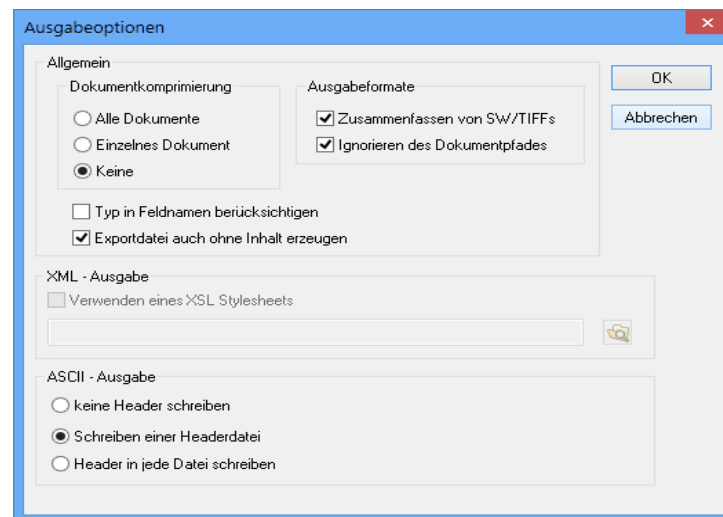 Ausgabeoptionen
Allgemein
Dokumentkomprimierung
Alle Dokumente
Einzelnes Dokument
Keine
Ausgabeformate
Zusammenfassen von SW/TIFFs
Ignorieren des Dokumentpfades
OK
Abbrechen
Typ in Feldnamen berücksichtigen
Exportdatei auch ohne Inhalt erzeugen
XML - Ausgabe
Verwenden eines XSL Stylesheets
ASCII - Ausgabe
keine Header schreiben
Schreiben einer Headerdatei
Header in jede Datei schreiben